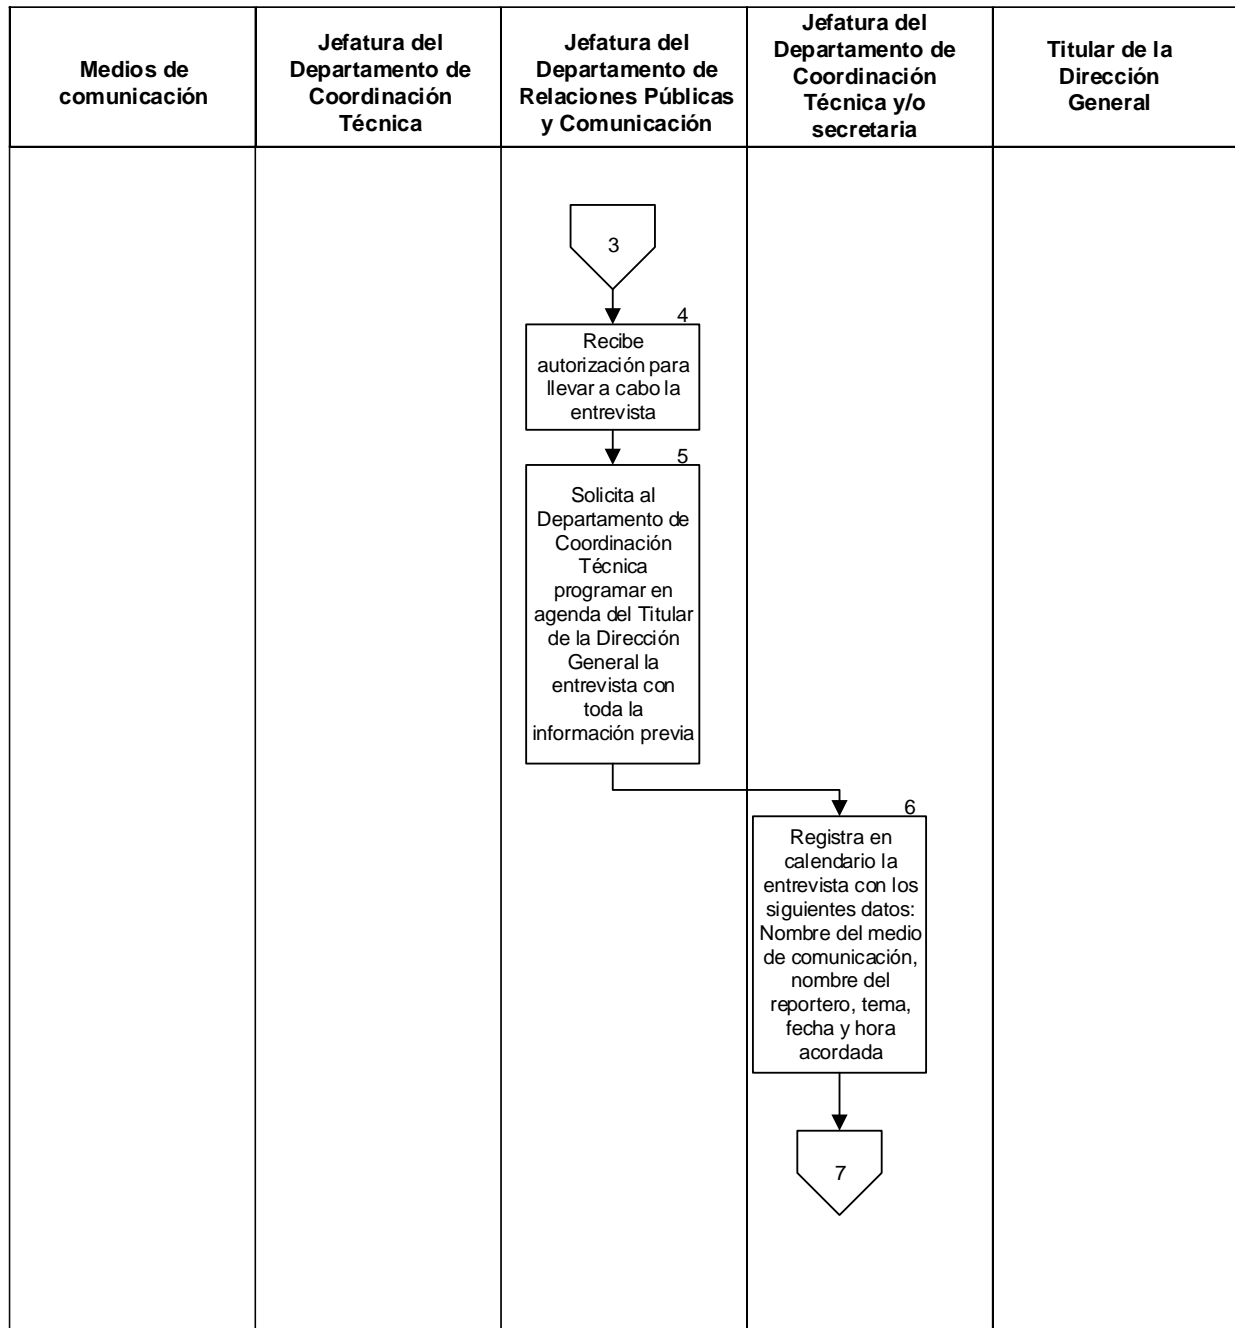 Medios de
comunicación
Jefatura del
Departamento de
Coordinación
Técnica
Jefatura del
Departamento de
Relaciones Públicas
y Comunicación
Jefatura del
Departamento de
Coordinación
Técnica y/o
secretaria
Titular de la
Dirección
General
3
4
Recibe
autorización para
llevar a cabo la
entrevista
5
Solicita al
Departamento de
Coordinación
Técnica
programar en
agenda del Titular
de la Dirección
General la
entrevista con
toda la
información previa
6
Registra en
calendario la
entrevista con los
siguientes datos:
Nombre del medio
de comunicación,
nombre del
reportero, tema,
fecha y hora
acordada
7